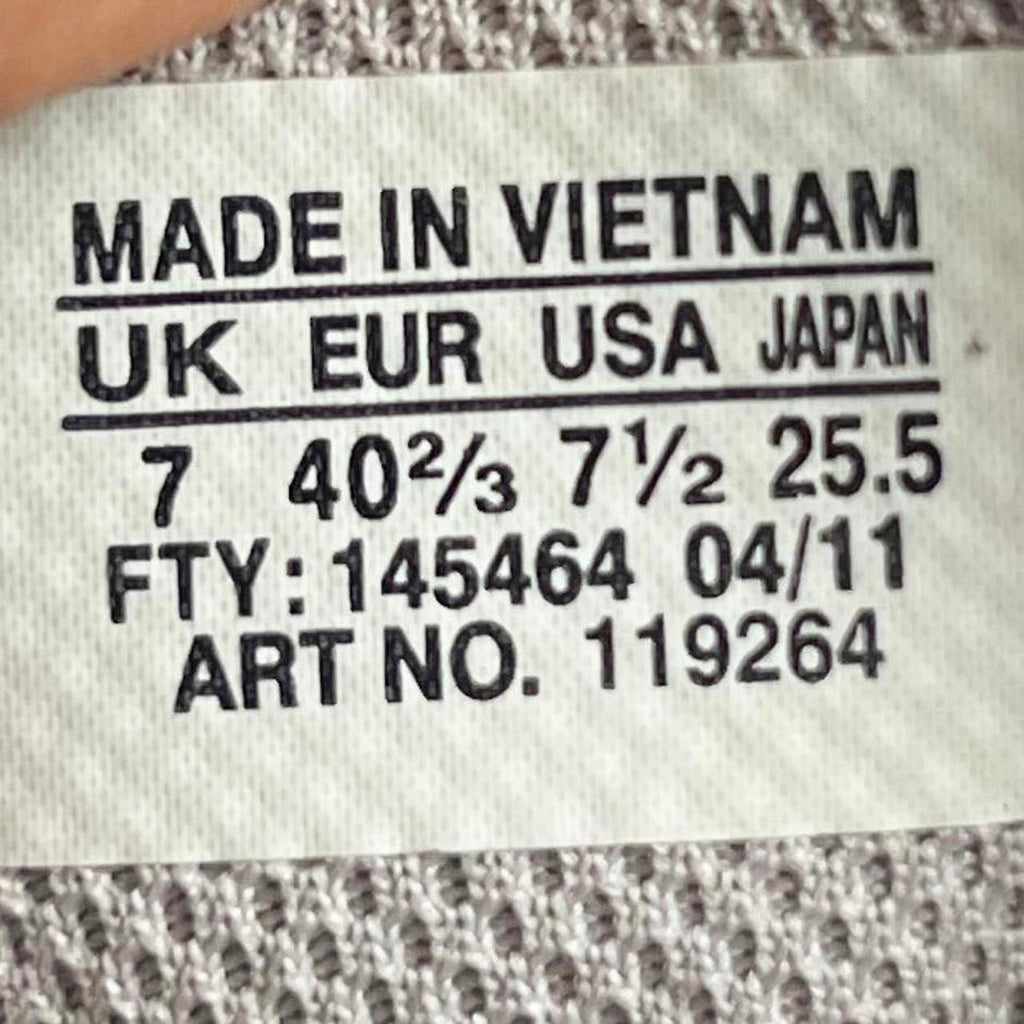 MADE IN VIETNAM
UK EUR USA JAPAN
7 40⅔ 7½ 25.5
FTY: 145464 04/11
ART NO. 119264